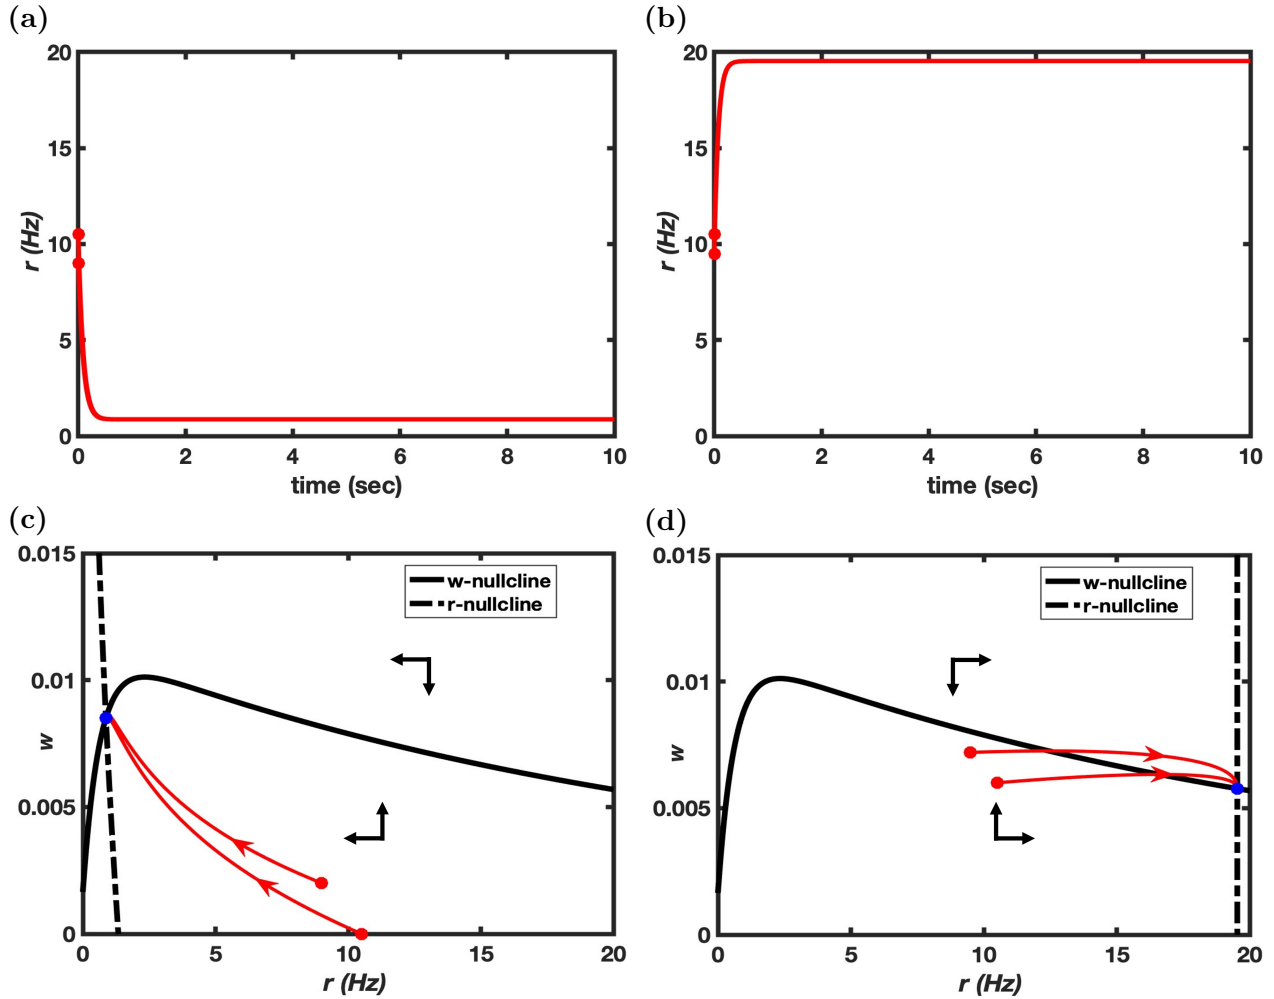 (a)
20
15
10
5
0
r (Hz)
0 2 4 6 8 10
time (sec)
(b)
20
15
10
5
0
r (Hz)
0 2 4 6 8 10
time (sec)
(c)
0.015
0.01
0.005
0
w
w-nullcline
r-nullcline
0 5 10 15 20
r (Hz)
(d)
0.015
0.01
0.005
0
w
w-nullcline
r-nullcline
0 5 10 15 20
r (Hz)